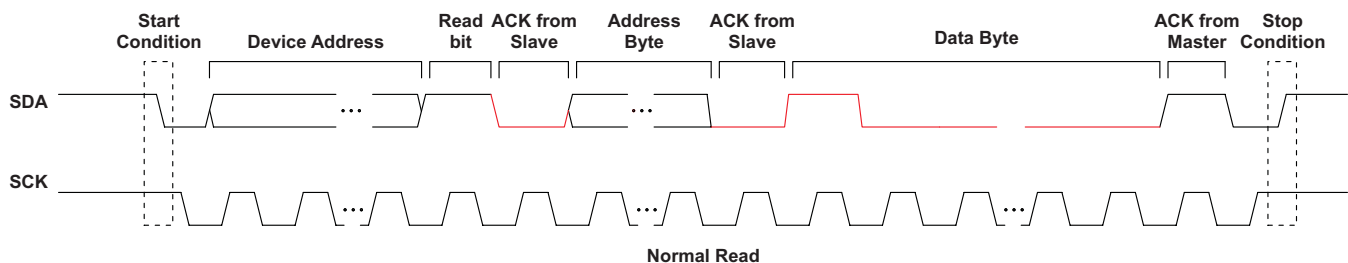 Start
Condition
Device Address
Read
bit
ACK from
Slave
Address
Byte
ACK from
Slave
Data Byte
ACK from
Master
Stop
Condition
SDA
...
...
SCK
...
...
...
Normal Read